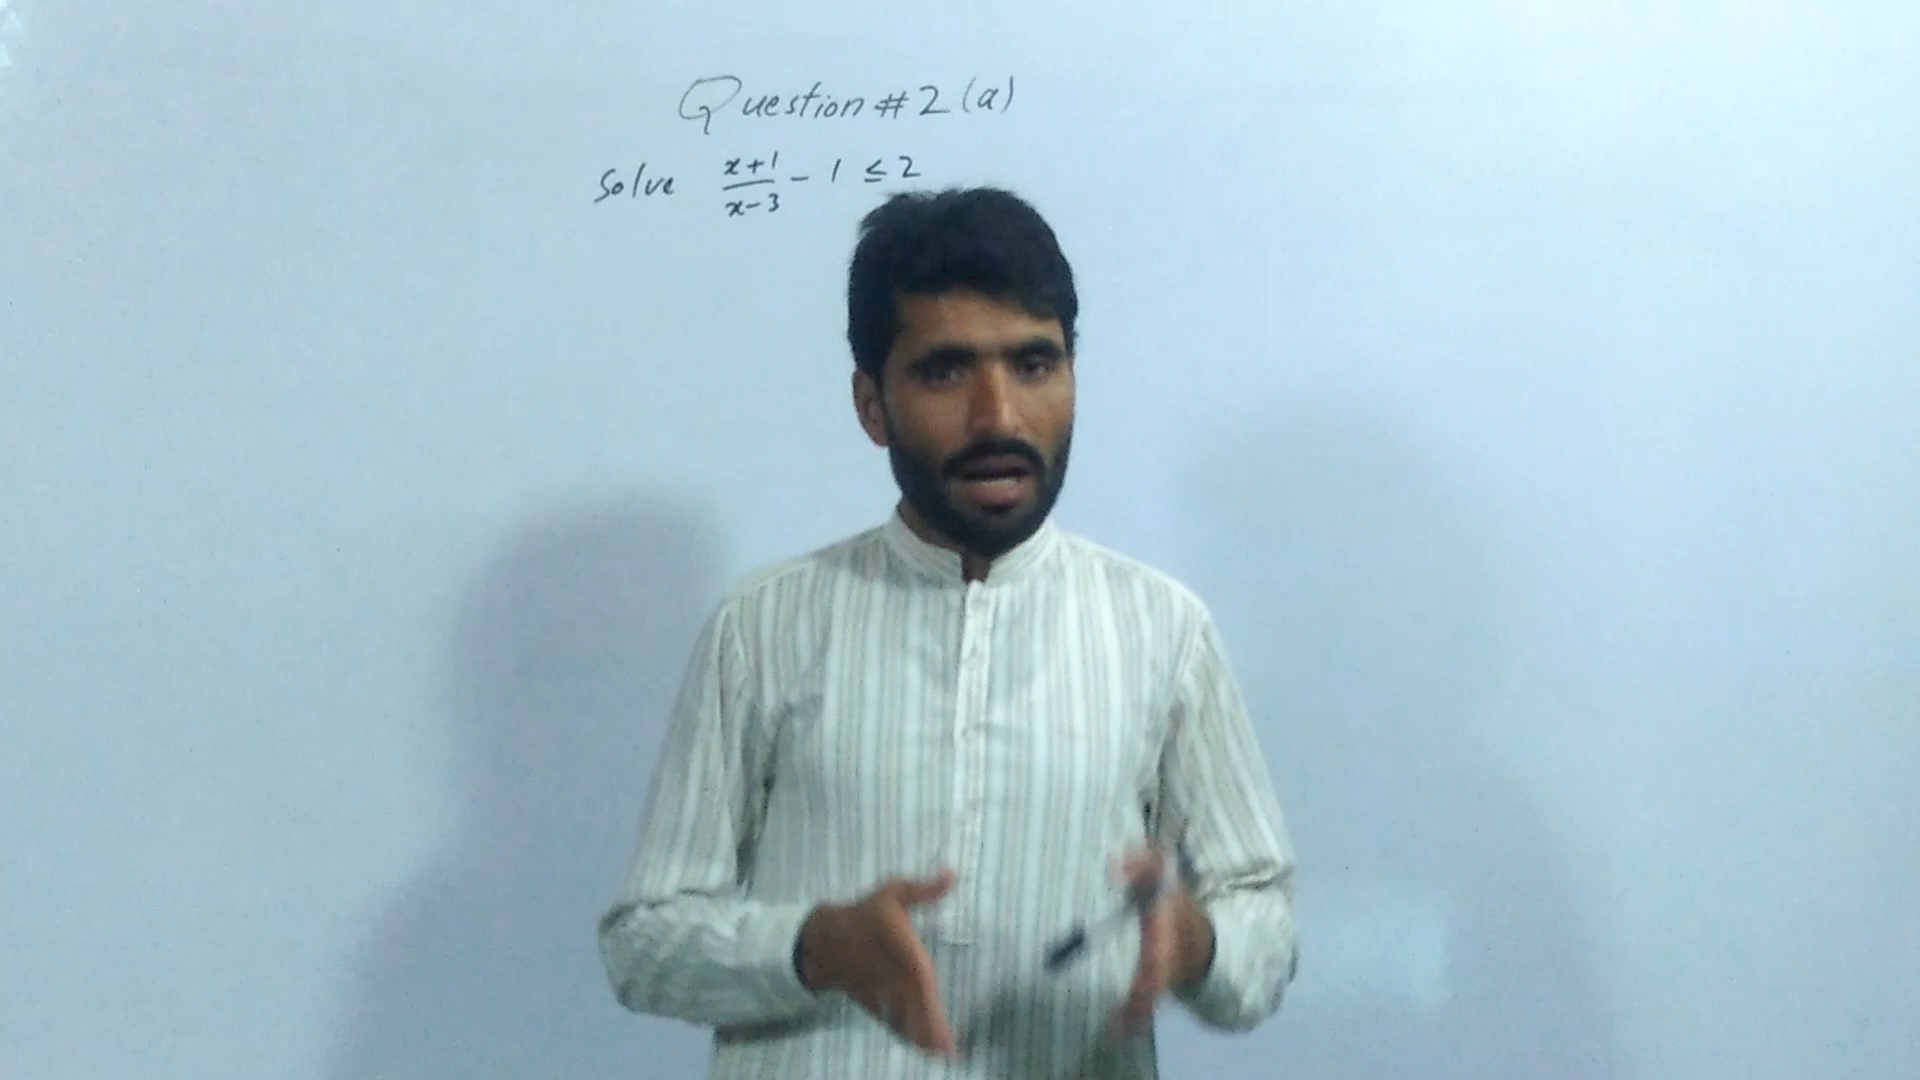 Question # 2 (a)
Solve x+1/x-3 - 1 ≤ 2